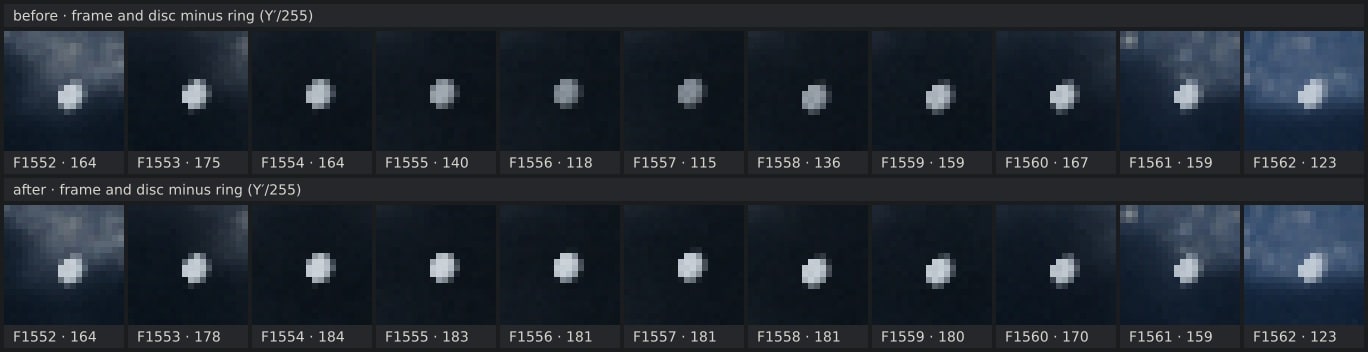 before · frame and disc minus ring (Y′/255)
F1552 · 164 F1553 · 175 F1554 · 164 F1555 · 140 F1556 · 118 F1557 · 115 F1558 · 136 F1559 · 159 F1560 · 167 F1561 · 159 F1562 · 123
after · frame and disc minus ring (Y′/255)
F1552 · 164 F1553 · 178 F1554 · 184 F1555 · 183 F1556 · 181 F1557 · 181 F1558 · 181 F1559 · 180 F1560 · 170 F1561 · 159 F1562 · 123